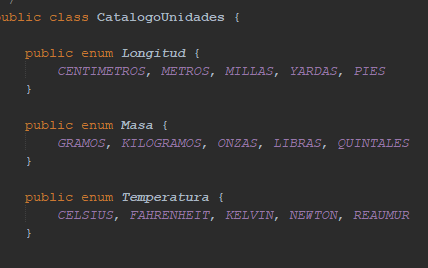 public class CatalogoUnidades {
public enum Longitud {
CENTIMETROS, METROS, MILLAS, YARDAS, PIES
}
public enum Masa {
GRAMOS, KILOGRAMOS, ONZAS, LIBRAS, QUINTALES
}
public enum Temperatura {
CELSIUS, FAHRENHEIT, KELVIN, NEWTON, REAUMUR
}